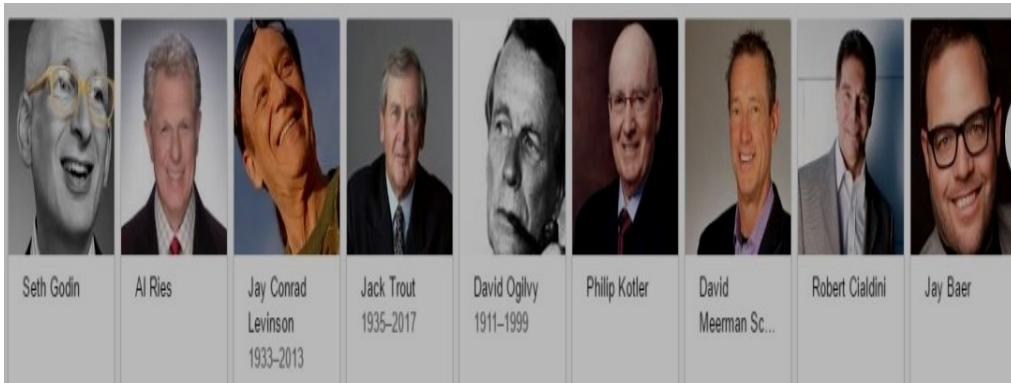 Seth Godin
Al Ries
Jay Conrad
Levinson
1933–2013
Jack Trout
1935–2017
David Ogilvy
1911–1999
Philip Kotler
David
Meerman Sc...
Robert Cialdini
Jay Baer